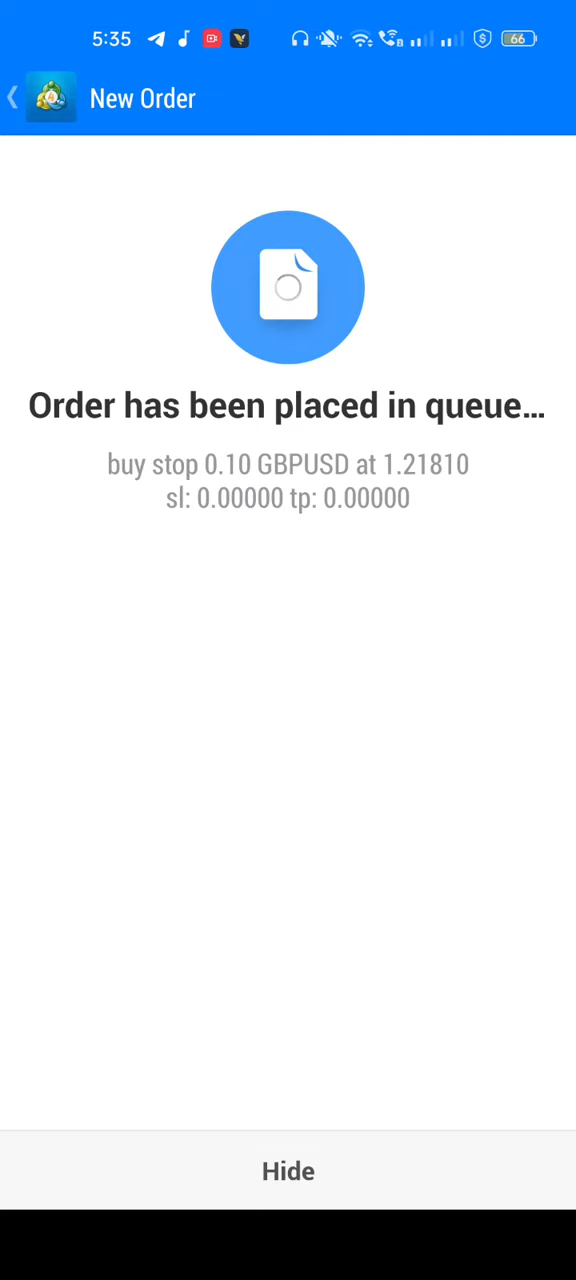 5:35
66
New Order
Order has been placed in queue...
buy stop 0.10 GBPUSD at 1.21810
sl: 0.00000 tp: 0.00000
Hide